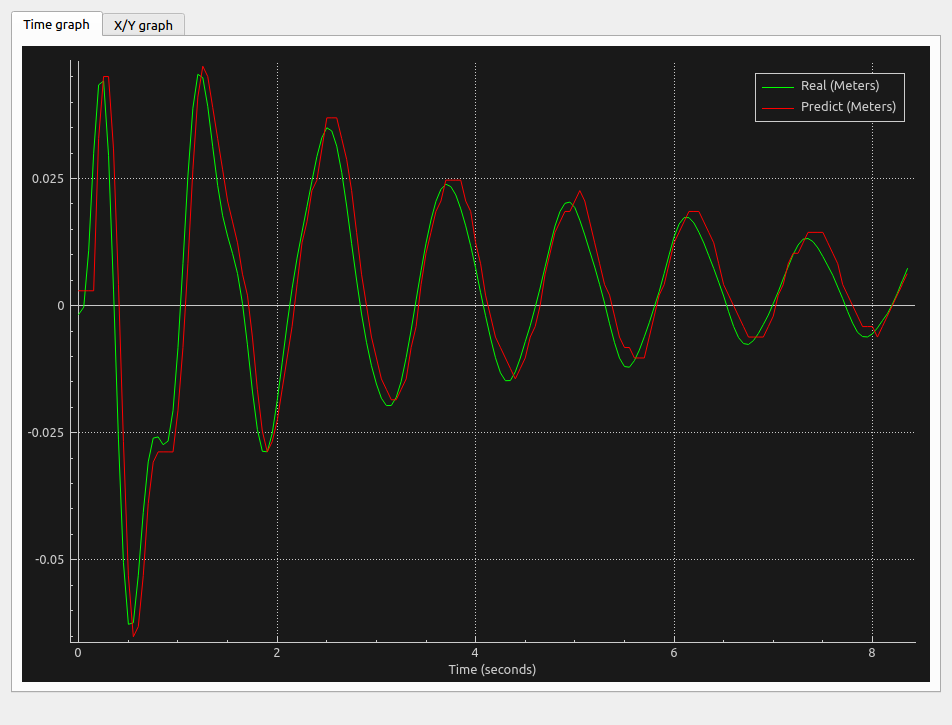 Time graph X/Y graph
Real (Meters)
Predict (Meters)
0.025
0
-0.025
-0.05
0 2 4 6 8
Time (seconds)